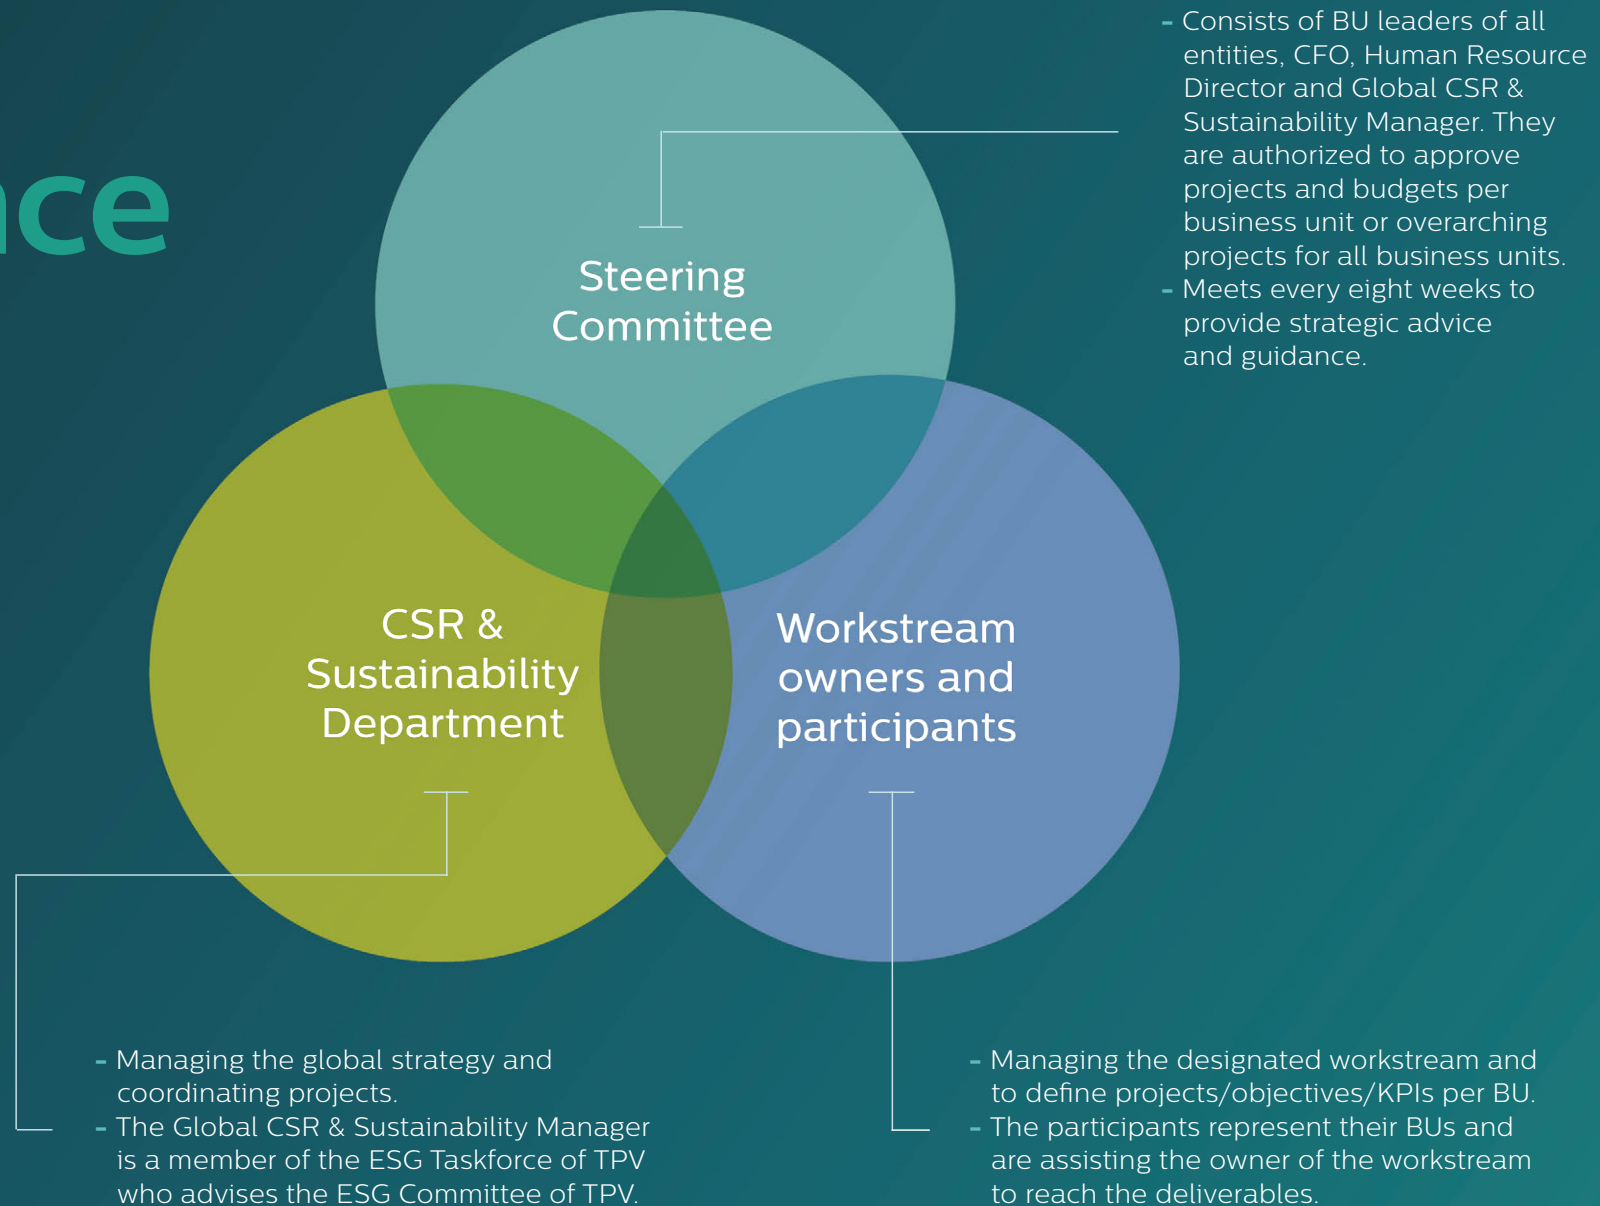 nce
- Consists of BU leaders of all
entities, CFO, Human Resource
Director and Global CSR &
Sustainability Manager. They
are authorized to approve
projects and budgets per
business unit or overarching
projects for all business units.
- Meets every eight weeks to
provide strategic advice
and guidance.
Steering
Committee
CSR &
Sustainability
Department
Workstream
owners and
participants
- Managing the global strategy and
coordinating projects.
- The Global CSR & Sustainability Manager
is a member of the ESG Taskforce of TPV
who advises the ESG Committee of TPV.
- Managing the designated workstream and
to define projects/objectives/KPIs per BU.
- The participants represent their BUs and
are assisting the owner of the workstream
to reach the deliverables.